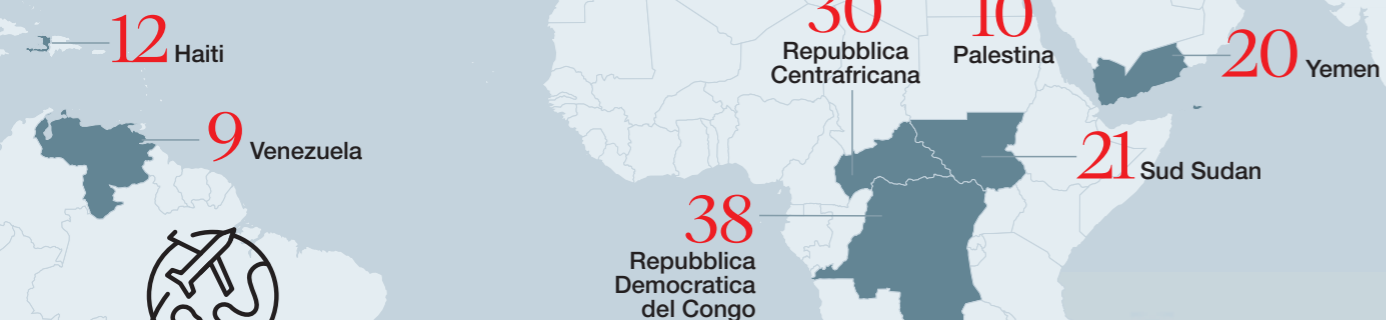 30
Repubblica
Centrafricana
10
Palestina
12 Haiti
20 Yemen
9 Venezuela
21 Sud Sudan
38
Repubblica
Democratica
del Congo